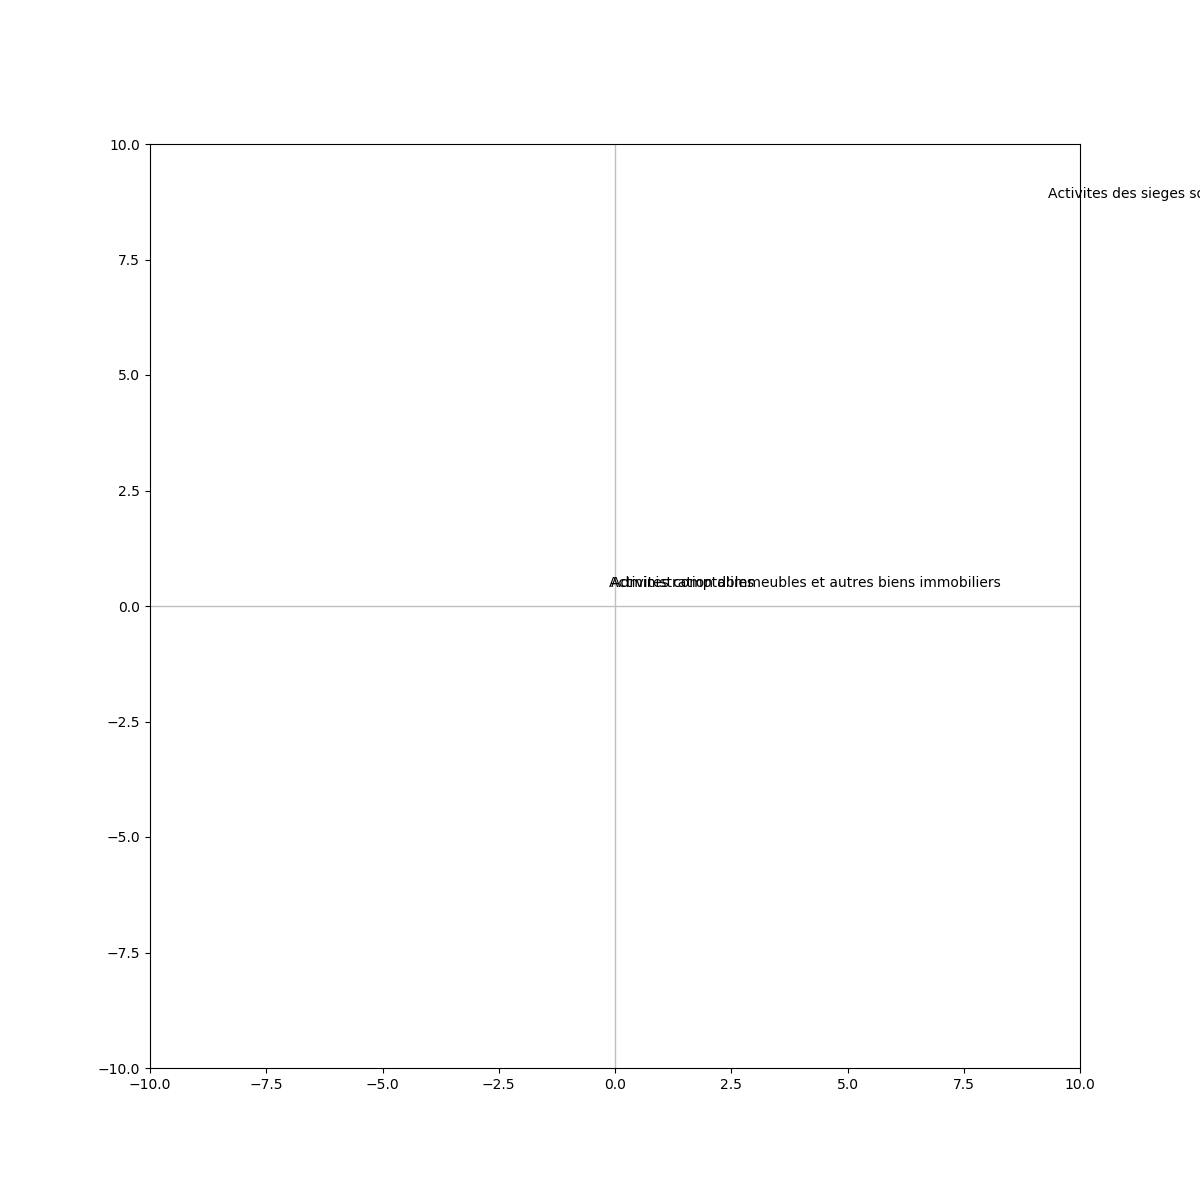 10.0
Activites des sieges
7.5
5.0
2.5
Activites comptables
Administration d'immeubles et autres biens immobiliers
0.0
−2.5
−5.0
−7.5
−10.0
−10.0 −7.5 −5.0 −2.5 0.0 2.5 5.0 7.5 10.0